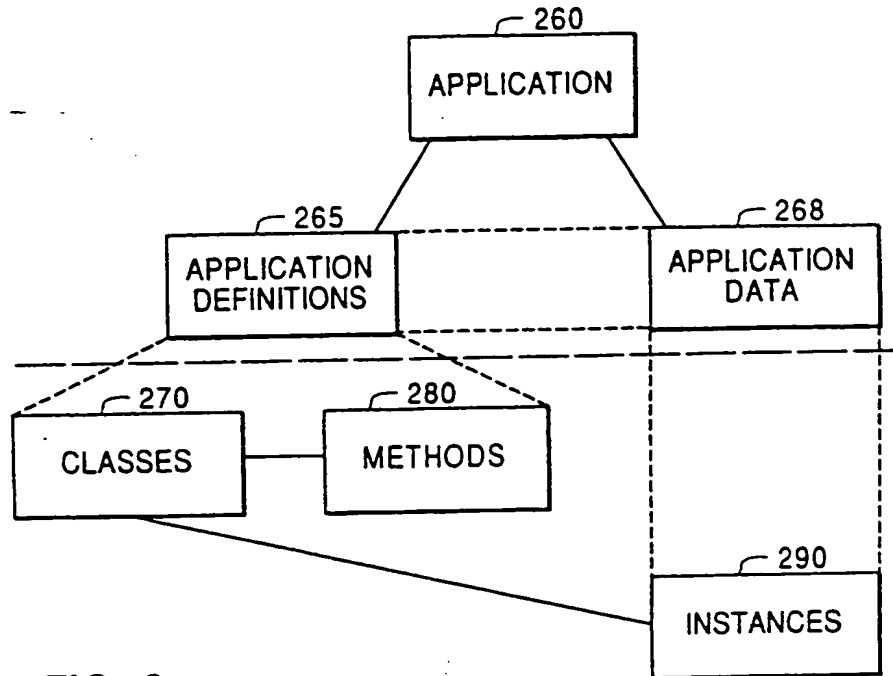 260
APPLICATION
265
APPLICATION
DEFINITIONS
268
APPLICATION
DATA
270
CLASSES
280
METHODS
290
INSTANCES